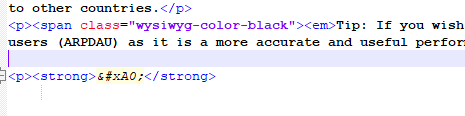 to other countries.</p>
<p><span class="wysiwyg-color-black"><em>Tip: If you wish
users (ARPDAU) as it is a more accurate and useful perfor
<p><strong>&#xA0;</strong>